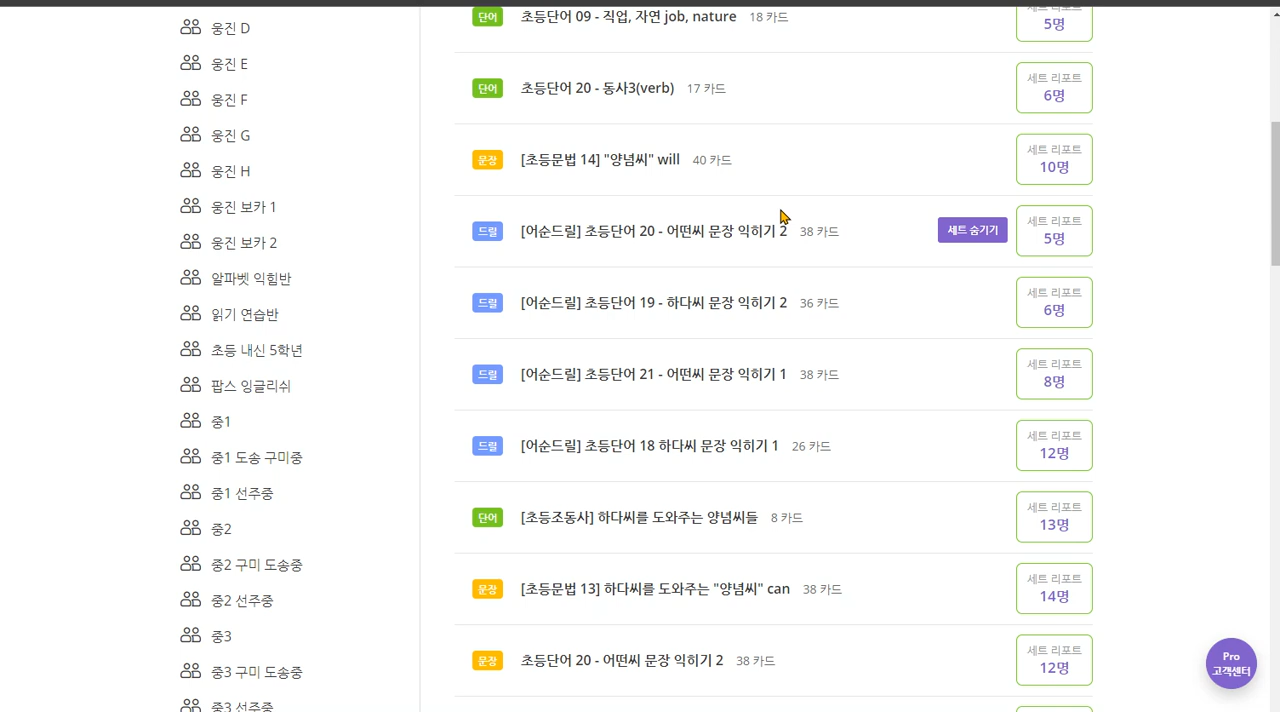 웅진 D
웅진 E
웅진 F
웅진 G
웅진 H
웅진 보카 1
웅진 보카 2
알파벳 익힘반
읽기 연습반
초등 내신 5학년
팝스 잉글리쉬
중1
중1 도송 구미중
중1 선주중
중2
중2 구미 도송중
중2 선주중
중3
중3 구미 도송중
중3 선주중
단어 초등단어 09 - 직업, 자연 job, nature 18 카드
세트 리포트
5명
단어 초등단어 20 - 동사3(verb) 17 카드
세트 리포트
6명
문장 [초등문법 14] "양념씨" will 40 카드
세트 리포트
10명
드릴 [어순드릴] 초등단어 20 - 어떤씨 문장 익히기 2 38 카드
세트 숨기기
세트 리포트
5명
드릴 [어순드릴] 초등단어 19 - 하다씨 문장 익히기 2 36 카드
세트 리포트
6명
드릴 [어순드릴] 초등단어 21 - 어떤씨 문장 익히기 1 38 카드
세트 리포트
8명
드릴 [어순드릴] 초등단어 18 하다씨 문장 익히기 1 26 카드
세트 리포트
12명
단어 [초등조동사] 하다씨를 도와주는 양념씨들 8 카드
세트 리포트
13명
문장 [초등문법 13] 하다씨를 도와주는 "양념씨" can 38 카드
세트 리포트
14명
문장 초등단어 20 - 어떤씨 문장 익히기 2 38 카드
세트 리포트
12명
Pro
고객센터